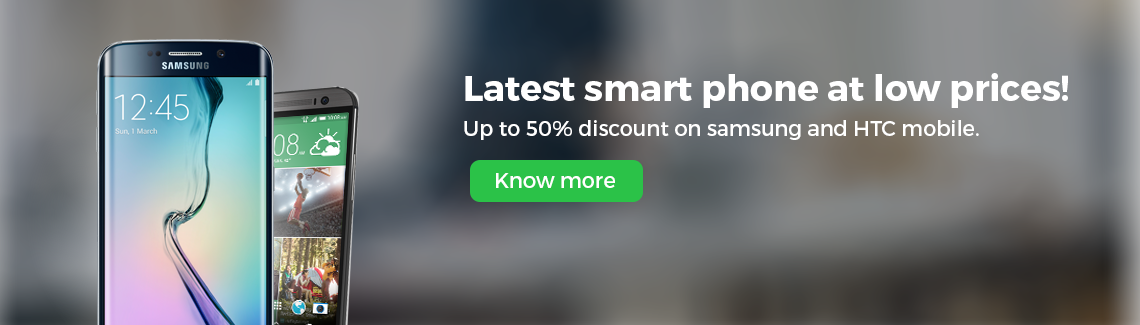 SAMSUNG
12:45
Sun, 1 March
Latest smart phone at low prices!
Up to 50% discount on samsung and HTC mobile.
Know more